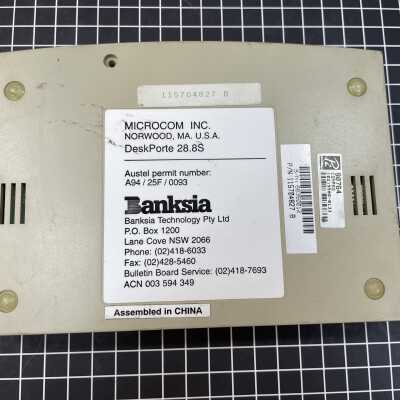 115704827 B
MICROCOM INC.
NORWOOD, MA. U.S.A.
DeskPorte 28.8S
Austel permit number:
A94 / 25F / 0093
Banksia
Banksia Technology Pty Ltd
P.O. Box 1200
Lane Cove NSW 2066
Phone: (02)418-6033
Fax: (02)428-5460
Bulletin Board Service: (02)418-7693
ACN 003 594 349
Assembled in CHINA
P/N:115704827 B
98764